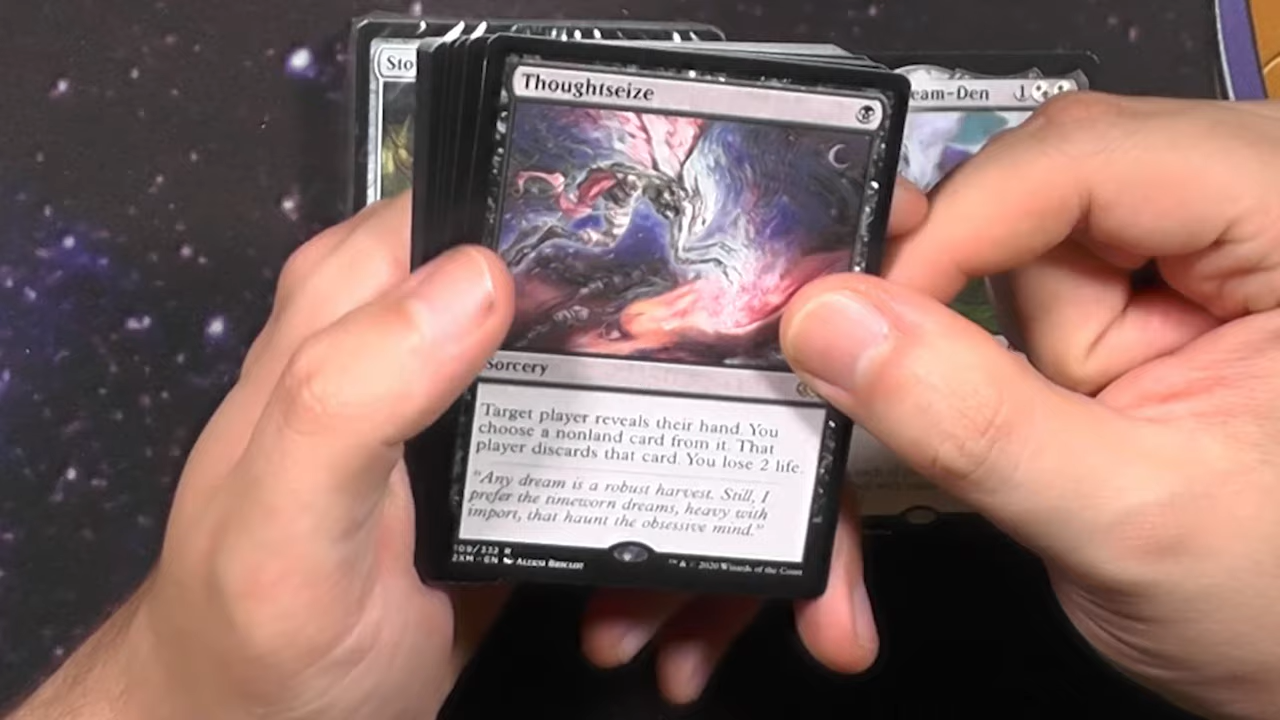 Sto
Thoughtseize
eam-Den 1
Sorcery
Target player reveals their hand. You
choose a nonland card from it. That
player discards that card. You lose 2 life.
"Any dream is a robust harvest. Still, I
prefer the timeworn dreams, heavy with
import, that haunt the obsessive mind."
109/332 R
2XM • EN Aleksi Briclot
™ & © 2020 Wizards of the Coast